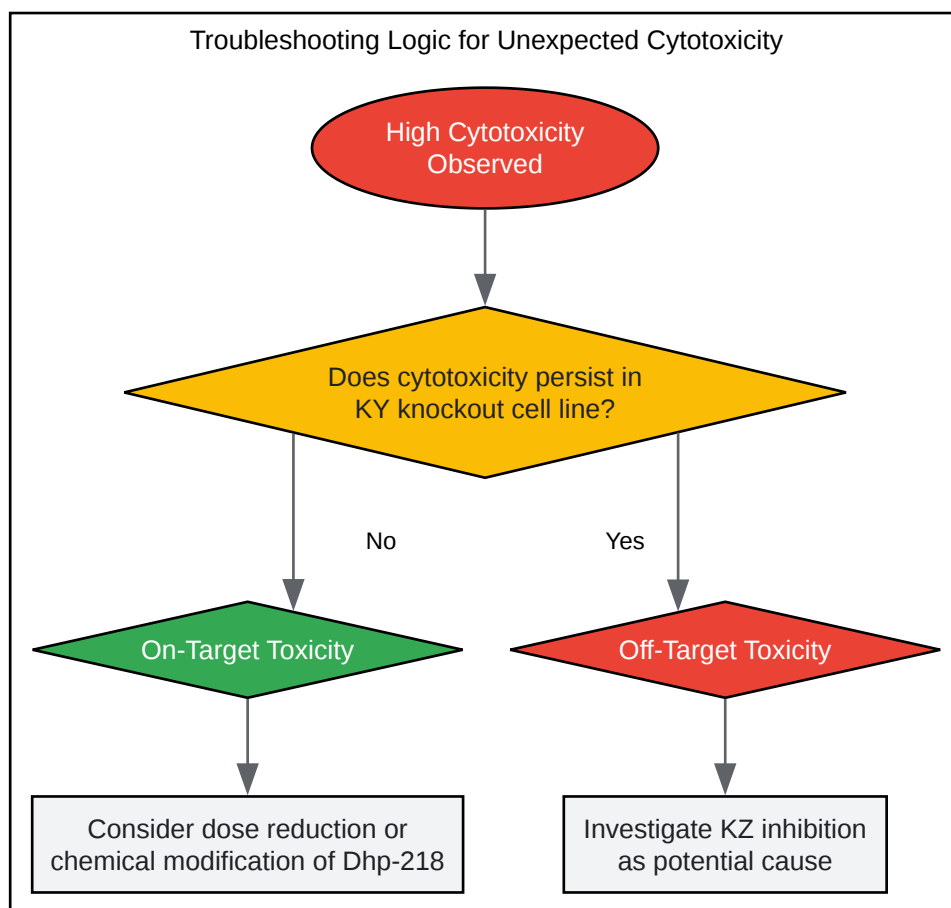 Troubleshooting Logic for Unexpected Cytotoxicity
High Cytotoxicity
Observed
Does cytotoxicity persist in
KY knockout cell line?
No
Yes
On-Target Toxicity
Off-Target Toxicity
Consider dose reduction or
chemical modification of Dhp-218
Investigate KZ inhibition
as potential cause